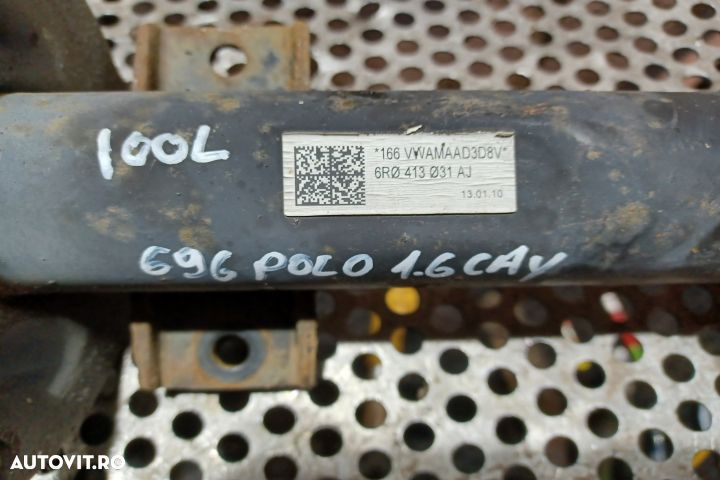 100L
*166 VWAMAAD3D8V*
6RØ 413 Ø31 AJ
13.01.10
696 POLO 1.6 CAY
AUTOVIT.RO